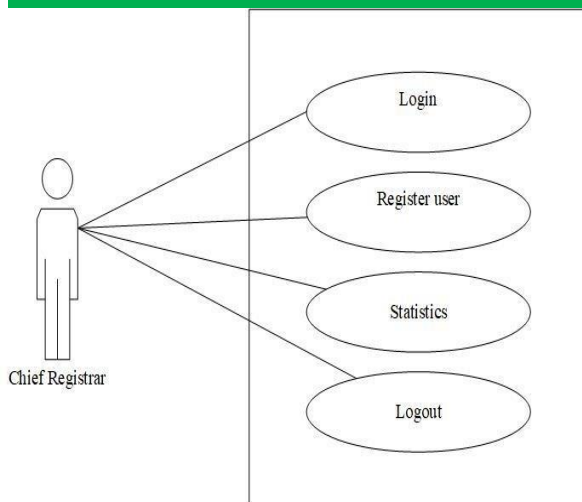 Login
Register user
Statistics
Logout
Chief Registrar